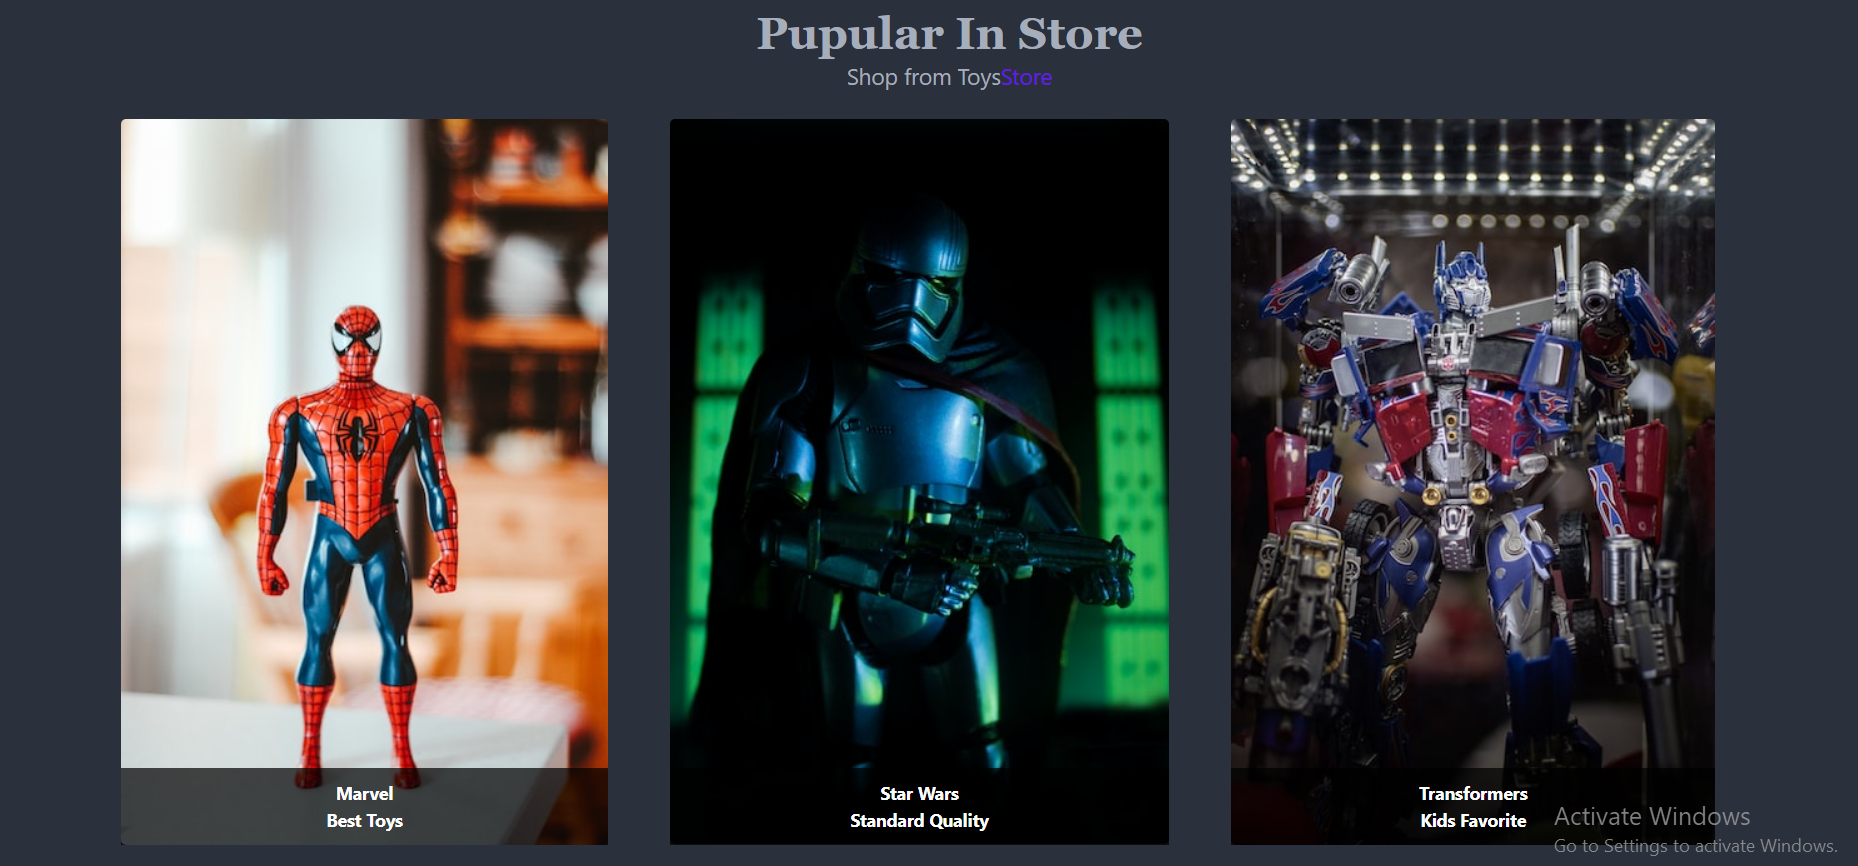 Pupular In Store
Shop from ToysStore
Marvel
Best Toys
Star Wars
Standard Quality
Transformers
Kids Favorite
Activate Windows
Go to Settings to activate Windows.